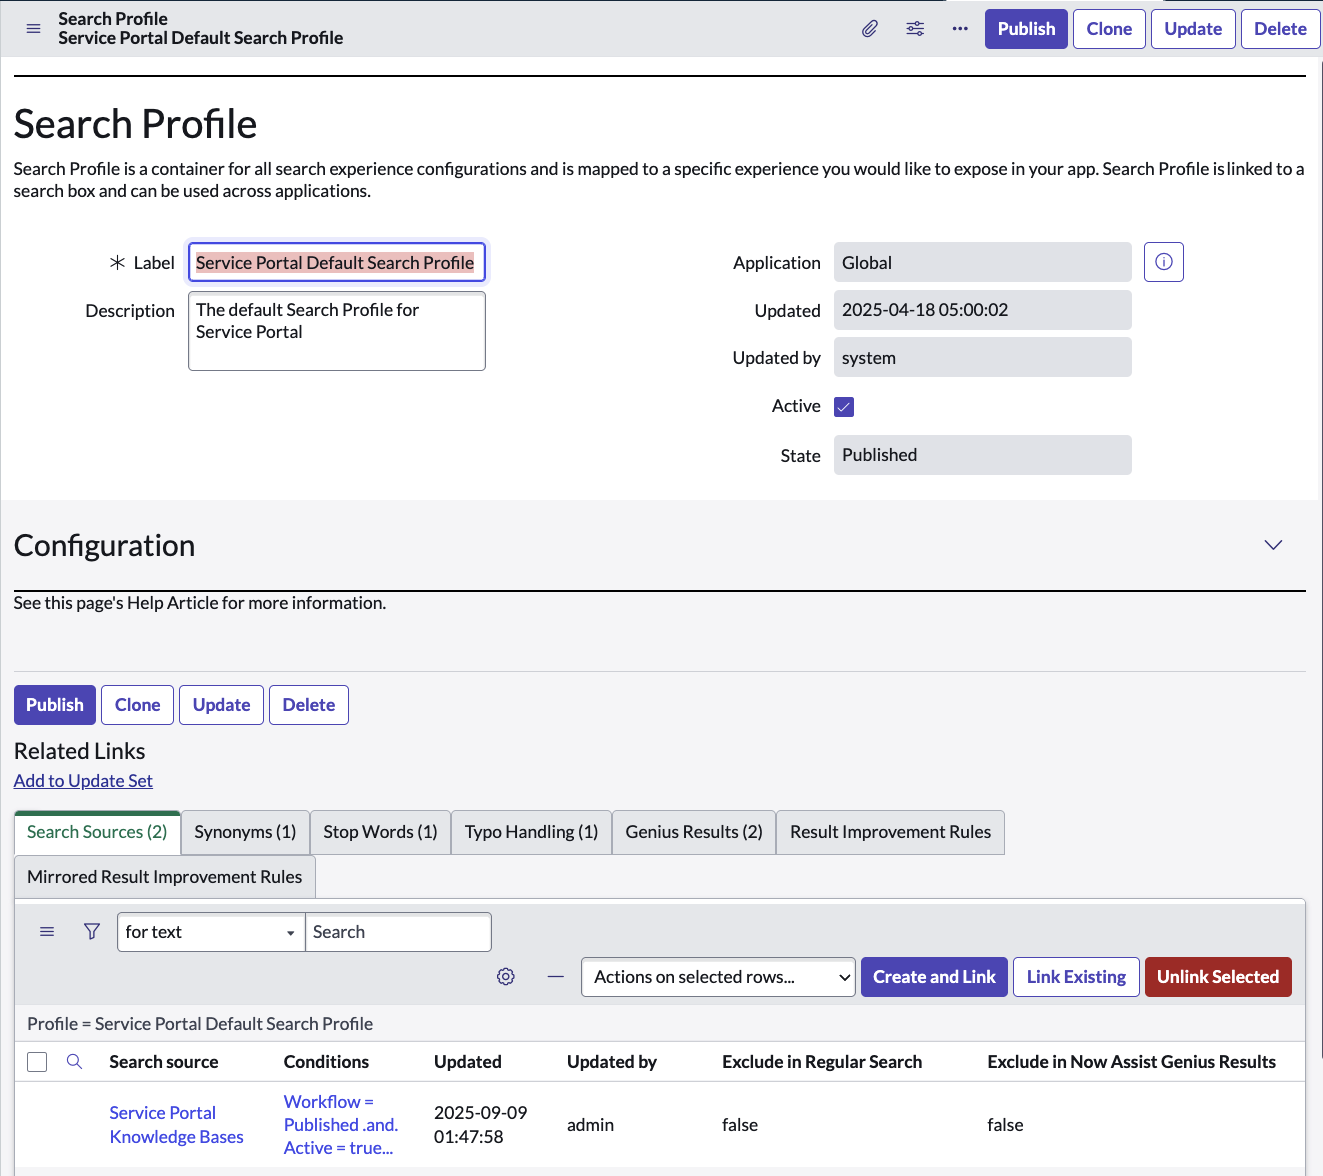 Search Profile
Service Portal Default Search Profile
Publish
Clone
Update
Delete
Search Profile
Search Profile is a container for all search experience configurations and is mapped to a specific experience you would like to expose in your app. Search Profile is linked to a
search box and can be used across applications.
Label
Service Portal Default Search Profile
Description
The default Search Profile for
Service Portal
Application
Global
Updated
2025-04-18 05:00:02
Updated by
system
Active
State
Published
Configuration
See this page's Help Article for more information.
Publish
Clone
Update
Delete
Related Links
Add to Update Set
Search Sources (2)
Synonyms (1)
Stop Words (1)
Typo Handling (1)
Genius Results (2)
Result Improvement Rules
Mirrored Result Improvement Rules
for text
Search
Actions on selected rows...
Create and Link
Link Existing
Unlink Selected
Profile = Service Portal Default Search Profile
Search source
Conditions
Updated
Updated by
Exclude in Regular Search
Exclude in Now Assist Genius Results
Service Portal
Knowledge Bases
Workflow =
Published .and.
Active = true...
2025-09-09
01:47:58
admin
false
false